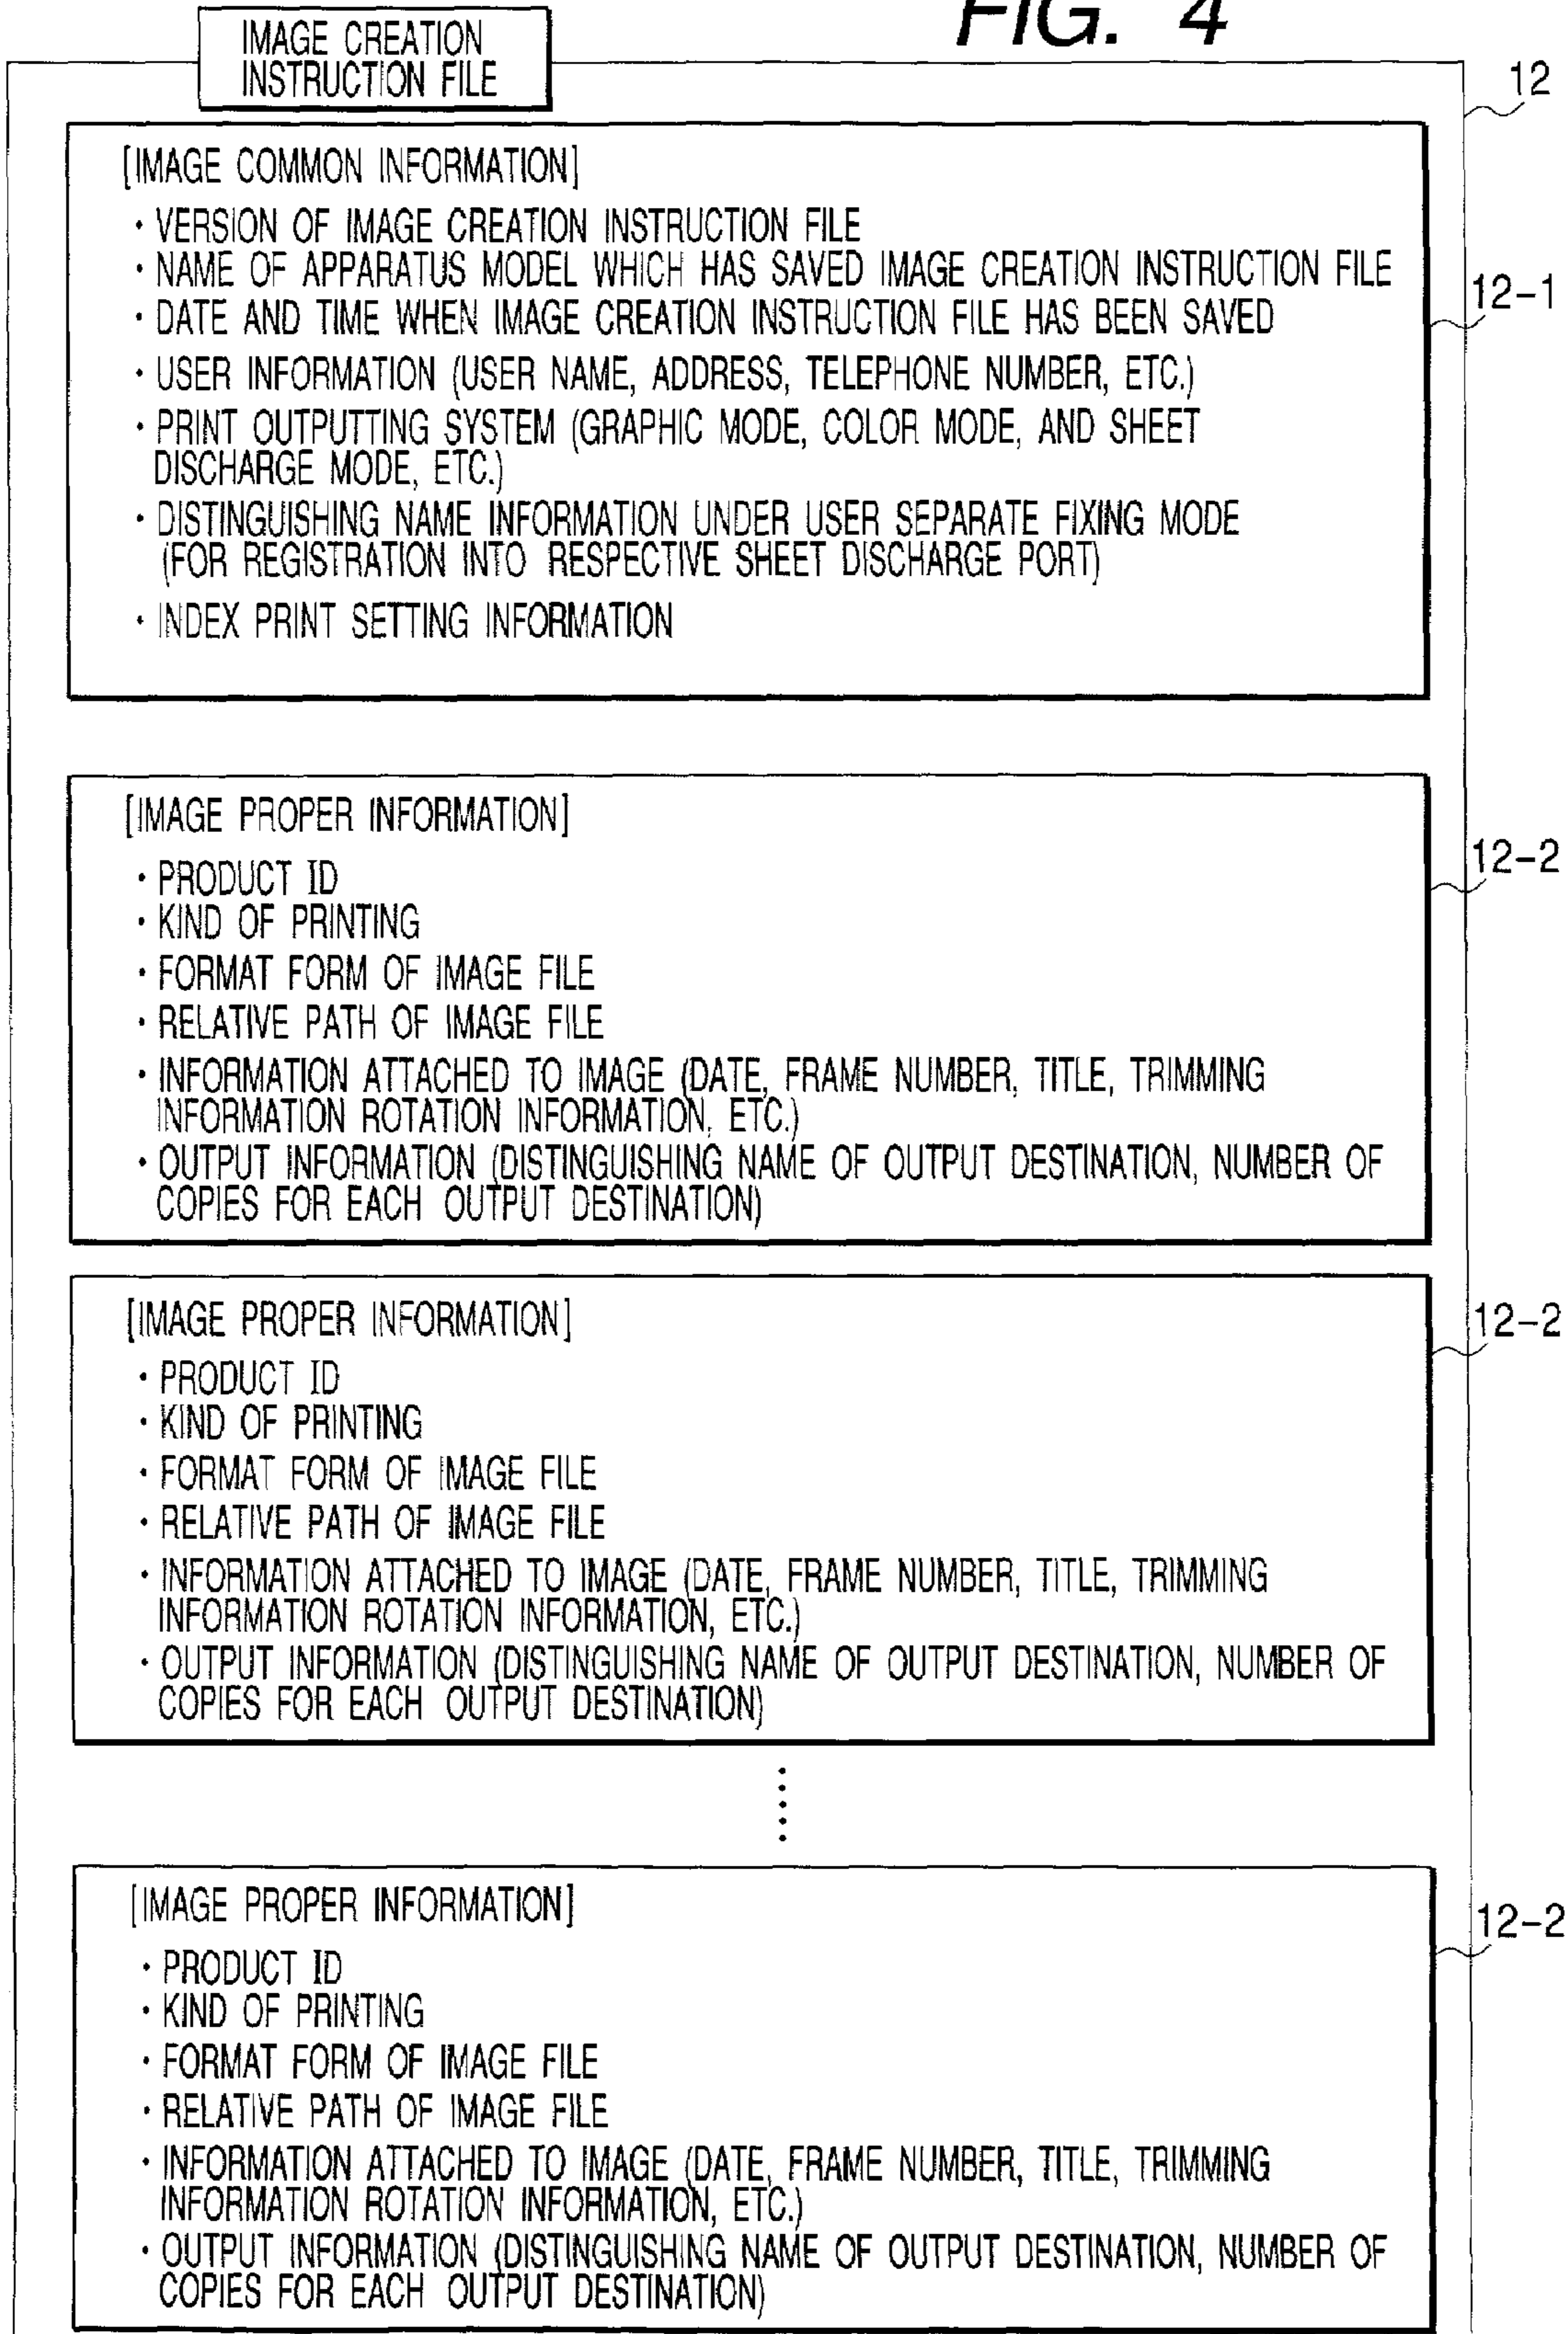 FIG. 4
IMAGE CREATION
INSTRUCTION FILE
12
[IMAGE COMMON INFORMATION]
· VERSION OF IMAGE CREATION INSTRUCTION FILE
· NAME OF APPARATUS MODEL WHICH HAS SAVED IMAGE CREATION INSTRUCTION FILE
12-1
· DATE AND TIME WHEN IMAGE CREATION INSTRUCTION FILE HAS BEEN SAVED
· USER INFORMATION (USER NAME, ADDRESS, TELEPHONE NUMBER, ETC.)
· PRINT OUTPUTTING SYSTEM (GRAPHIC MODE, COLOR MODE, AND SHEET
DISCHARGE MODE, ETC.)
· DISTINGUISHING NAME INFORMATION UNDER USER SEPARATE FIXING MODE
(FOR REGISTRATION INTO RESPECTIVE SHEET DISCHARGE PORT)
· INDEX PRINT SETTING INFORMATION
[IMAGE PROPER INFORMATION]
12-2
· PRODUCT ID
· KIND OF PRINTING
· FORMAT FORM OF IMAGE FILE
· RELATIVE PATH OF IMAGE FILE
· INFORMATION ATTACHED TO IMAGE (DATE, FRAME NUMBER, TITLE, TRIMMING
INFORMATION ROTATION INFORMATION, ETC.)
· OUTPUT INFORMATION (DISTINGUISHING NAME OF OUTPUT DESTINATION, NUMBER OF
COPIES FOR EACH OUTPUT DESTINATION)
[IMAGE PROPER INFORMATION]
12-2
· PRODUCT ID
· KIND OF PRINTING
· FORMAT FORM OF IMAGE FILE
· RELATIVE PATH OF IMAGE FILE
· INFORMATION ATTACHED TO IMAGE (DATE, FRAME NUMBER, TITLE, TRIMMING
INFORMATION ROTATION INFORMATION, ETC.)
· OUTPUT INFORMATION (DISTINGUISHING NAME OF OUTPUT DESTINATION, NUMBER OF
COPIES FOR EACH OUTPUT DESTINATION)
[IMAGE PROPER INFORMATION]
12-2
· PRODUCT ID
· KIND OF PRINTING
· FORMAT FORM OF IMAGE FILE
· RELATIVE PATH OF IMAGE FILE
· INFORMATION ATTACHED TO IMAGE (DATE, FRAME NUMBER, TITLE, TRIMMING
INFORMATION ROTATION INFORMATION, ETC.)
· OUTPUT INFORMATION (DISTINGUISHING NAME OF OUTPUT DESTINATION, NUMBER OF
COPIES FOR EACH OUTPUT DESTINATION)